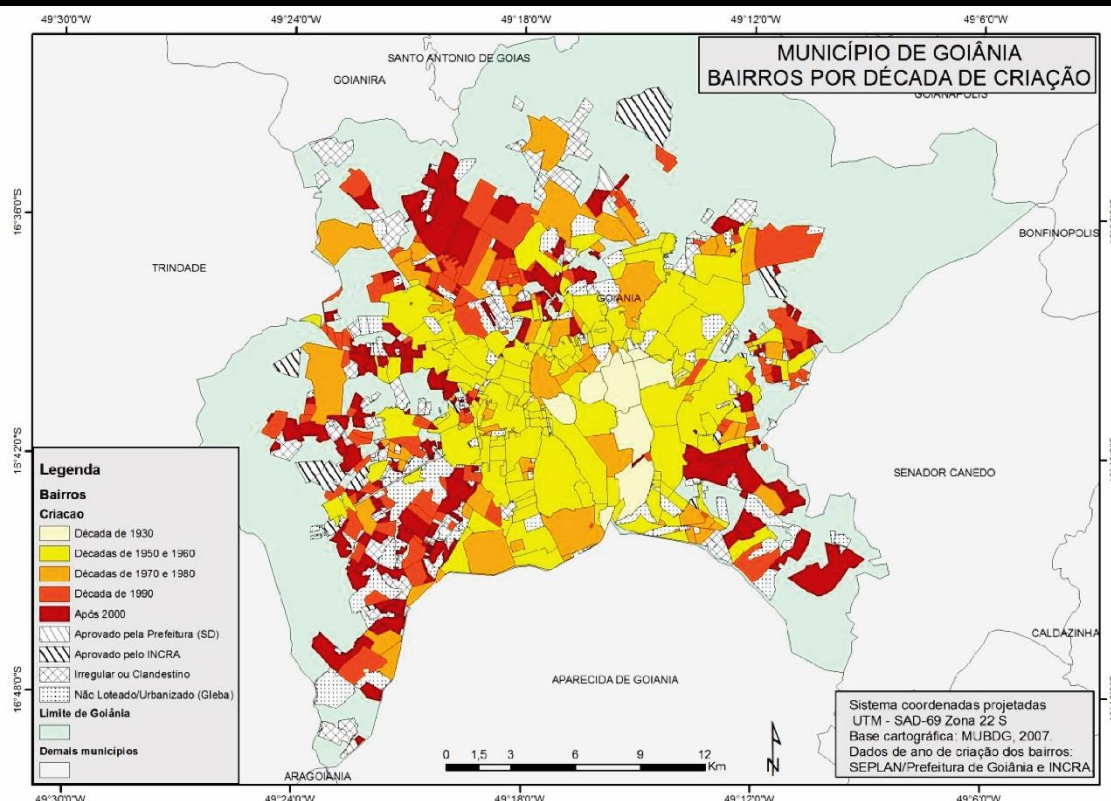 49°30'0"W 49°24'0"W 49°18'0"W 49°12'0"W 49°6'0"W
MUNICÍPIO DE GOIÂNIA
BAIRROS POR DÉCADA DE CRIAÇÃO
SANTO ANTONIO DE GOIAS
GOIANIRA
GOIANAPOLIS
16°36'0"S
BONFINOPOLIS
TRINDADE
GOIANIA
16°42'0"S
SENADOR CANEDO
Legenda
Bairros
Criacao
Década de 1930
Décadas de 1950 e 1960
Décadas de 1970 e 1980
Década de 1990
Após 2000
Aprovado pela Prefeitura (SD)
Aprovado pelo INCRA
Irregular ou Clandestino
Não Loteado/Urbanizado (Gleba)
Limite de Goiânia
Demais municípios
CALDAZINHA
16°48'0"S
APARECIDA DE GOIANIA
ARAGOIANIA
0 1,5 3 6 9 12
Km
N
Sistema coordenadas projetadas
UTM - SAD-69 Zona 22 S
Base cartográfica: MUBDG, 2007.
Dados de ano de criação dos bairros:
SEPLAN/Prefeitura de Goiânia e INCRA
49°30'0"W 49°24'0"W 49°18'0"W 49°12'0"W 49°6'0"W